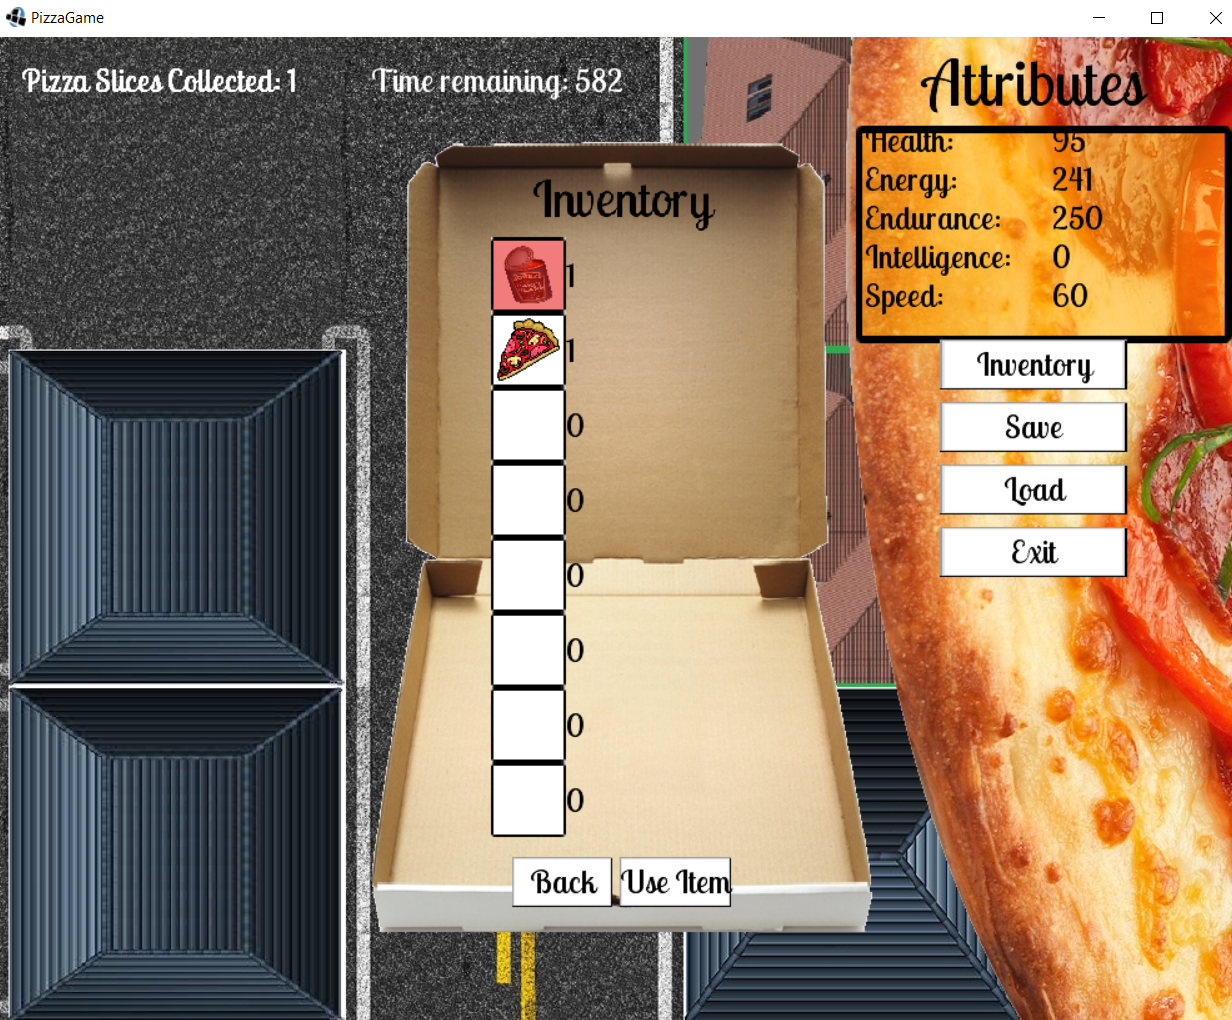 PizzaGame
Pizza Slices Collected: 1
Time remaining: 582
Attributes
Health: 95
Energy: 241
Endurance: 250
Intelligence: 0
Speed: 60
Inventory
Save
Load
Exit
Inventory
1
1
0
0
0
0
0
0
Back
Use Item